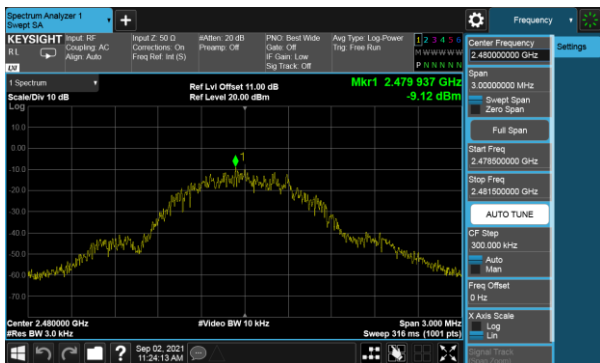 Spectrum Analyzer 1
Swept SA
+
Frequency
KEYSIGHT Input: RF Input Z: 50 Ω #Atten: 20 dB PNO: Best Wide Avg Type: Log-Power 1 2 3 4 5 6
RL Coupling: AC Corrections: On Preamp: Off Gate: Off Trig: Free Run M W W W W W
Align: Auto Freq Ref: Int (S) IF Gain: Low P N N N N N
Sig Track: Off
LXI
1 Spectrum
Scale/Div 10 dB
Log
Ref Lvl Offset 11.00 dB
Ref Level 20.00 dBm
Mkr1 2.479 937 GHz
-9.12 dBm
10.0
0.00
-10.0
-20.0
-30.0
-40.0
-50.0
-60.0
-70.0
1
Center 2.480000 GHz #Video BW 10 kHz Span 3.000 MHz
#Res BW 3.0 kHz Sweep 316 ms (1001 pts)
Sep 02, 2021
11:24:13 AM
?
Center Frequency
2.480000000 GHz
Settings
Span
3.00000000 MHz
Swept Span
Zero Span
Full Span
Start Freq
2.478500000 GHz
Stop Freq
2.481500000 GHz
AUTO TUNE
CF Step
300.000 kHz
Auto
Man
Freq Offset
0 Hz
X Axis Scale
Log
Lin
Signal Track
(Span Zoom)